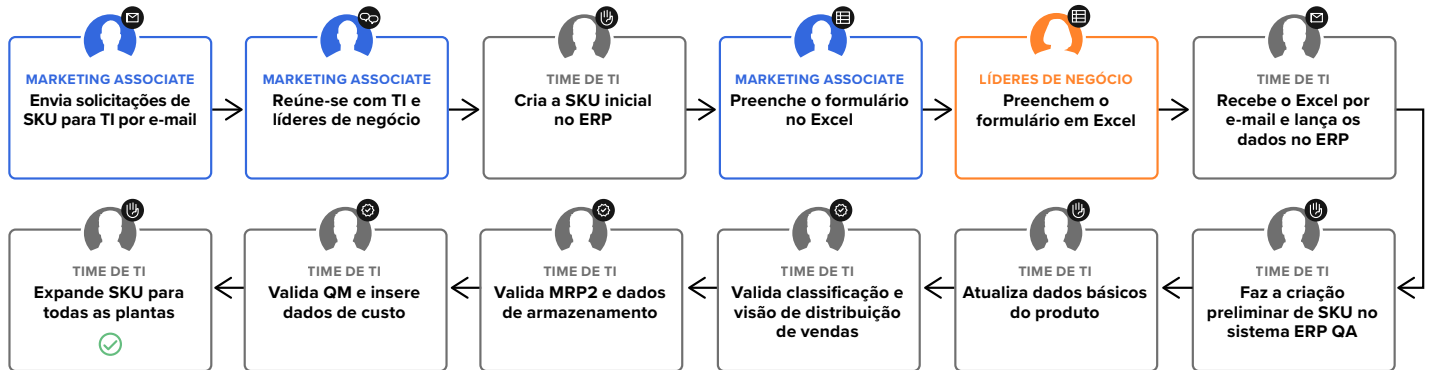 MARKETING ASSOCIATE
Envia solicitações de
SKU para TI por e-mail
MARKETING ASSOCIATE
Reúne-se com TI e
líderes de negócio
TIME DE TI
Cria a SKU inicial
no ERP
MARKETING ASSOCIATE
Preenche o formulário
no Excel
LÍDERES DE NEGÓCIO
Preenchem o
formulário em Excel
TIME DE TI
Recebe o Excel por
e-mail e lança os
dados no ERP
TIME DE TI
Faz a criação
preliminar de SKU no
sistema ERP QA
TIME DE TI
Atualiza dados básicos
do produto
TIME DE TI
Valida classificação e
visão de distribuição
de vendas
TIME DE TI
Valida MRP2 e dados
de armazenamento
TIME DE TI
Valida QM e insere
dados de custo
TIME DE TI
Expande SKU para
todas as plantas